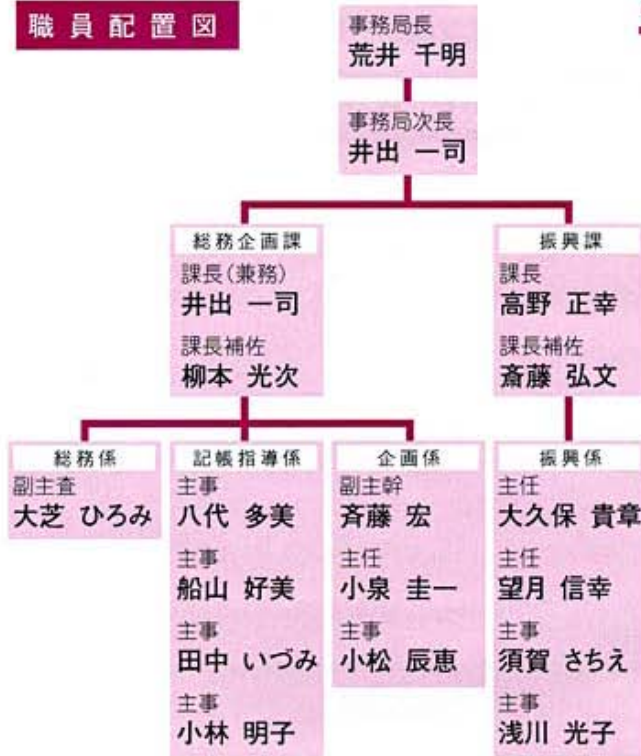 職員配置図
事務局長
荒井 千明
事務局次長
井出 一司
総務企画課
課長(兼務)
井出 一司
課長補佐
柳本 光次
振興課
課長
高野 正幸
課長補佐
斎藤 弘文
総務係
副主査
大芝 ひろみ
記帳指導係
主事
八代 多美
主事
船山 好美
主事
田中 いづみ
主事
小林 明子
企画係
副主幹
斉藤 宏
主任
小泉 圭一
主事
小松 辰恵
振興係
主任
大久保 貴章
主任
望月 信幸
主事
須賀 さちえ
主事
浅川 光子